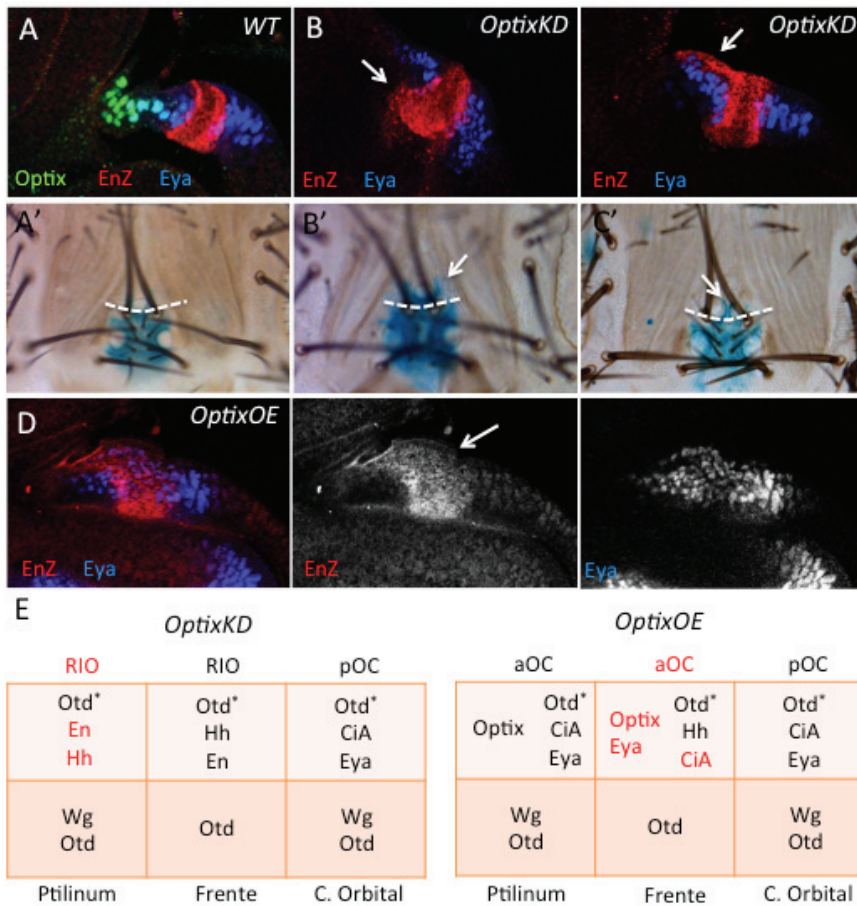 A WT
Optix EnZ Eya
B OptixKD
EnZ Eya
OptixKD
EnZ Eya
A'
B'
C'
D OptixOE
EnZ Eya
EnZ
Eya
E
OptixKD
RIO RIO pOC
Otd* Otd* Otd*
En Hh CiA
Hh En Eya
Wg Otd Wg
Otd Otd
Ptilinum Frente C. Orbital
OptixOE
aOC aOC pOC
Optix Otd* Optix Otd* Otd*
CiA Eya Hh CiA
Eya CiA Eya
Wg Otd Wg
Otd Otd
Ptilinum Frente C. Orbital